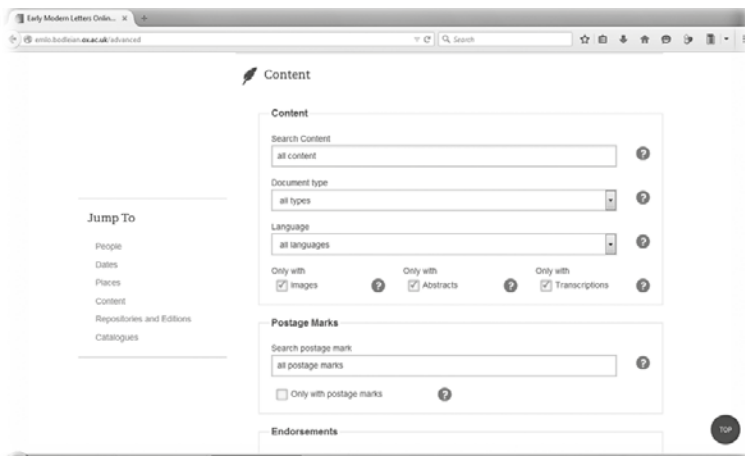 Early Modern Letters Onlin... ×
emlo.bodleian.ox.ac.uk/advanced
Search
Content
Content
Search Content
all content
?
Document type
all types
?
Language
all languages
?
Only with Only with Only with
Images ? Abstracts ? Transcriptions ?
Jump To
People
Dates
Places
Content
Repositories and Editions
Catalogues
Postage Marks
Search postage mark
all postage marks
?
Only with postage marks ?
TOP
Endorsements